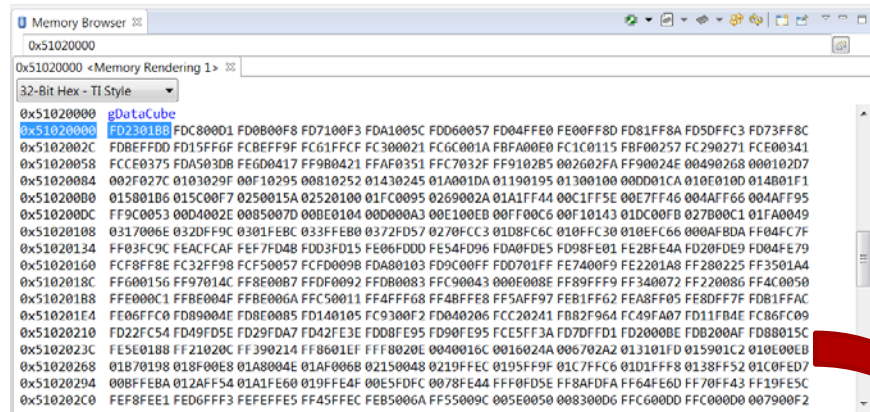 Memory Browser
0x51020000
0x51020000 <Memory Rendering 1>
32-Bit Hex - TI Style
0x51020000 gDataCube
0x51020000 FD2301BB FDC800D1 FD0B00F8 FD7100F3 FDA1005C FDD60057 FD04FFE0 FE00FF8D FD81FF8A FD5DFFC3 FD73FF8C
0x5102002C FDBEFFDD FD15FF6F FCBEFF9F FC61FFCF FC300021 FC6C001A FBFA00E0 FC1C0115 FBF00257 FC290271 FCE00341
0x51020058 FCCE0375 FDA503DB FE6D0417 FF9B0421 FFAF0351 FFC7032F FF9102B5 002602FA FF90024E 00490268 000102D7
0x51020084 002F027C 0103029F 00F10295 00810252 01430245 01A001DA 01190195 01300100 00DD01CA 010E010D 014B01F1
0x510200B0 015801B6 015C00F7 0250015A 02520100 01FC0095 0269002A 01A1FF44 00C1FF5E 00E7FF46 004AFF66 004AFF95
0x510200DC FF9C0053 00D4002E 0085007D 00BE0104 00D000A3 00E100EB 00FF00C6 00F10143 01DC00FB 027B00C1 01FA0049
0x51020108 0317006E 032DFF9C 0301FEBC 033FFEB0 0372FD57 0270FCC3 01D8FC6C 010FFC30 010EFC66 000AFBDA FF04FC7F
0x51020134 FF03FC9C FEACFCAF FEF7FD4B FDD3FD15 FE06FDDD FE54FD96 FDA0FDE5 FD98FE01 FE2BFE4A FD20FDE9 FD04FE79
0x51020160 FCF8FF8E FC32FF98 FCF50057 FCFD009B FDA80103 FD9C00FF FDD701FF FE7400F9 FE2201A8 FF280225 FF3501A4
0x5102018C FF600156 FF97014C FF8E00B7 FFDF0092 FFDB0083 FFC90043 000E008E FF89FFF9 FF340072 FF220086 FF4C0050
0x510201B8 FFE000C1 FFBE004F FFBE006A FFC50011 FF4FFF68 FF4BFFE8 FF5AFF97 FEB1FF62 FEA8FF05 FE8DFF7F FDB1FFAC
0x510201E4 FE06FFC0 FD89004E FD8E0085 FD140105 FC9300F2 FD040206 FCC20241 FB82F964 FC49FA07 FD11FB4E FC86FC09
0x51020210 FD22FC54 FD49FD5E FD29FDA7 FD42FE3E FDD8FE95 FD90FE95 FCE5FF3A FD7DFFD1 FD2000BE FDB200AF FD88015C
0x5102023C FE5E0188 FF21020C FF390214 FF8601EF FFF8020E 0040016C 0016024A 006702A2 013101FD 015901C2 010E00EB
0x51020268 01B70198 018F00E8 01A8004E 01AF006B 02150048 0219FFEC 0195FF9F 01C7FFC6 01D1FFF8 0138FF52 01C0FED7
0x51020294 00BFFEBA 012AFF54 01A1FE60 019FFE4F 00E5FDFC 0078FE44 FFF0FD5E FF8AFDFA FF64FE6D FF70FF43 FF19FE5C
0x510202C0 FEF8FEE1 FED6FFF3 FEFEFFE5 FF45FFEC FEB5006A FF55009C 005E0050 008300D6 FFC600DD FFC000D0 007900F2